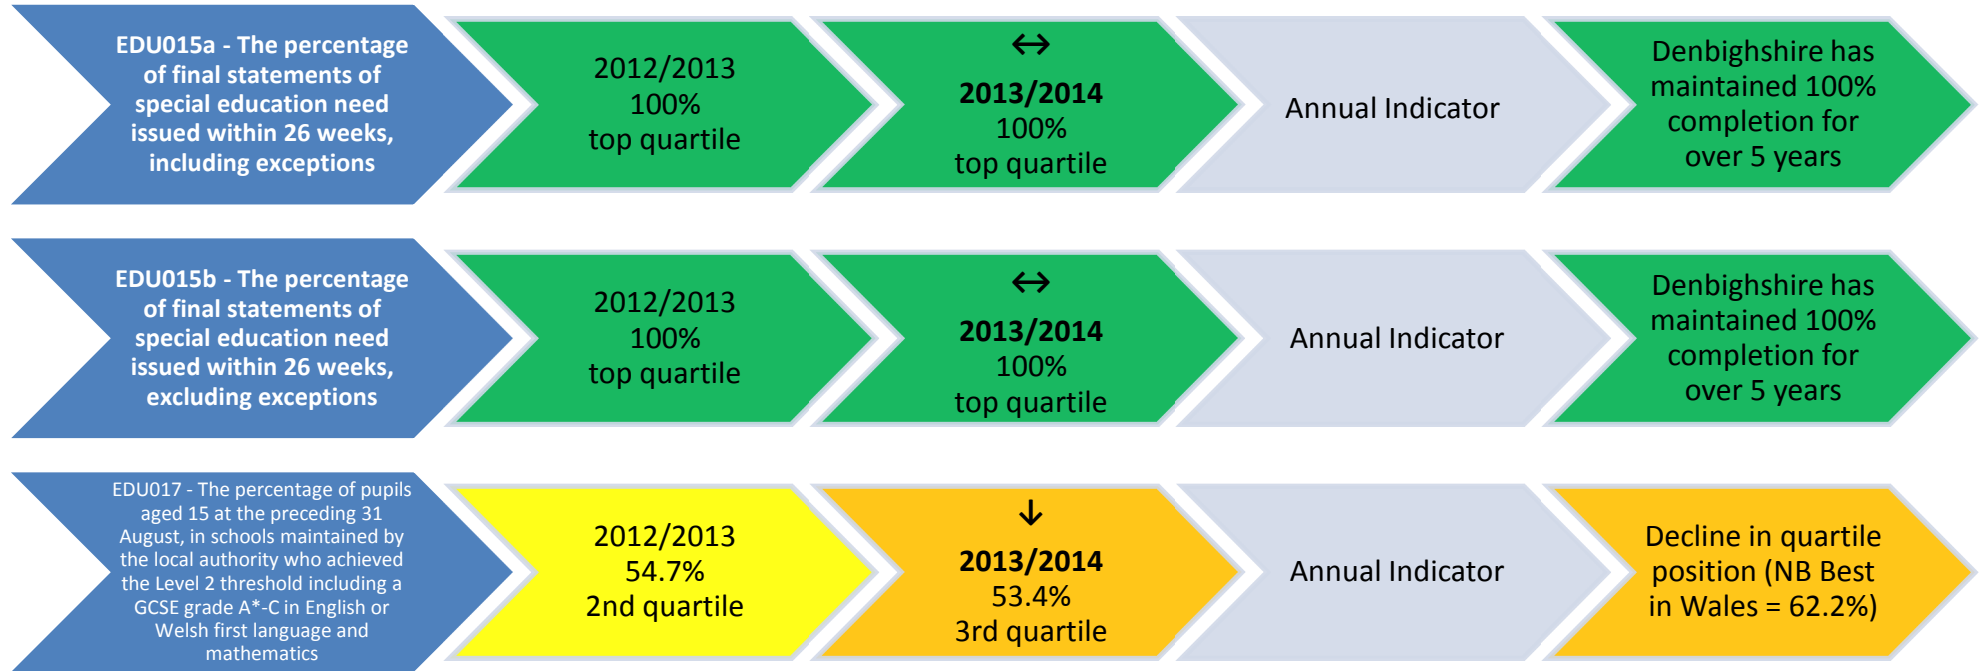 EDU015a - The percentage
of final statements of
special education need
issued within 26 weeks,
including exceptions
2012/2013
100%
top quartile
↔
2013/2014
100%
top quartile
Annual Indicator
Denbighshire has
maintained 100%
completion for
over 5 years
EDU015b - The percentage
of final statements of
special education need
issued within 26 weeks,
excluding exceptions
2012/2013
100%
top quartile
↔
2013/2014
100%
top quartile
Annual Indicator
Denbighshire has
maintained 100%
completion for
over 5 years
EDU017 - The percentage of pupils
aged 15 at the preceding 31
August, in schools maintained by
the local authority who achieved
the Level 2 threshold including a
GCSE grade A*-C in English or
Welsh first language and
mathematics
2012/2013
54.7%
2nd quartile
↓
2013/2014
53.4%
3rd quartile
Annual Indicator
Decline in quartile
position (NB Best
in Wales = 62.2%)